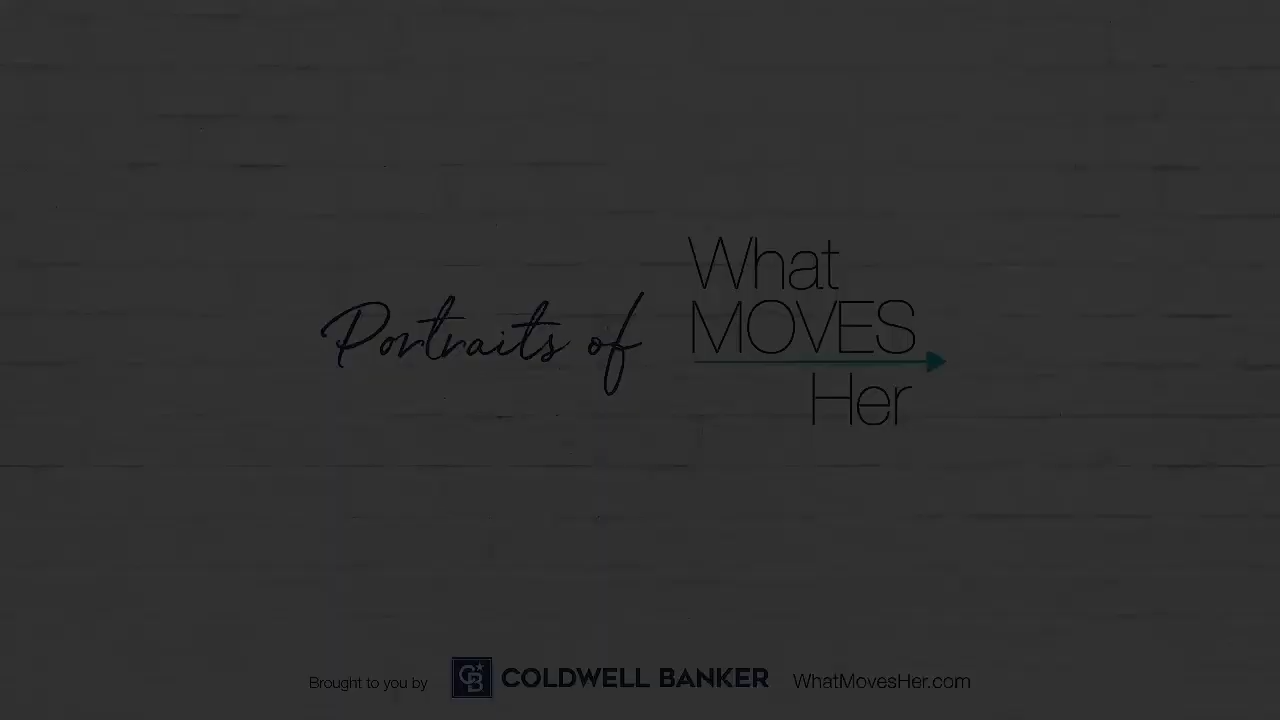 Portraits of
What
MOVES
Her
Brought to you by
CB
COLDWELL BANKER
WhatMovesHer.com